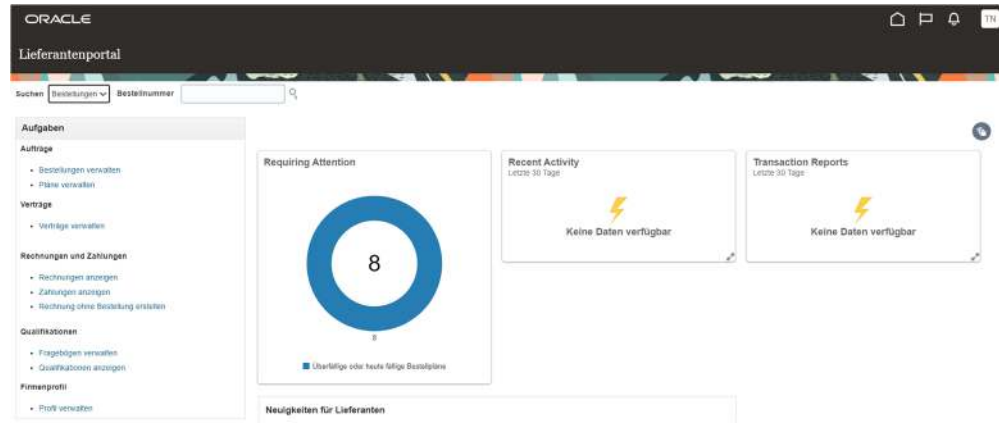 ORACLE
TN
Lieferantenportal
Suchen Bestellungen Bestellnummer
Aufgaben
Aufträge
Bestellungen verwalten
Pläne verwalten
Verträge
Verträge verwalten
Rechnungen und Zahlungen
Rechnungen anzeigen
Zahlungen anzeigen
Rechnung ohne Bestellung erstellen
Qualifikationen
Fragebögen verwalten
Qualifikationen anzeigen
Firmenprofil
Profil verwalten
Requiring Attention
8
8
Überfällige oder heute fällige Bestellpläne
Recent Activity
Letzte 30 Tage
Keine Daten verfügbar
Transaction Reports
Letzte 30 Tage
Keine Daten verfügbar
Neuigkeiten für Lieferanten